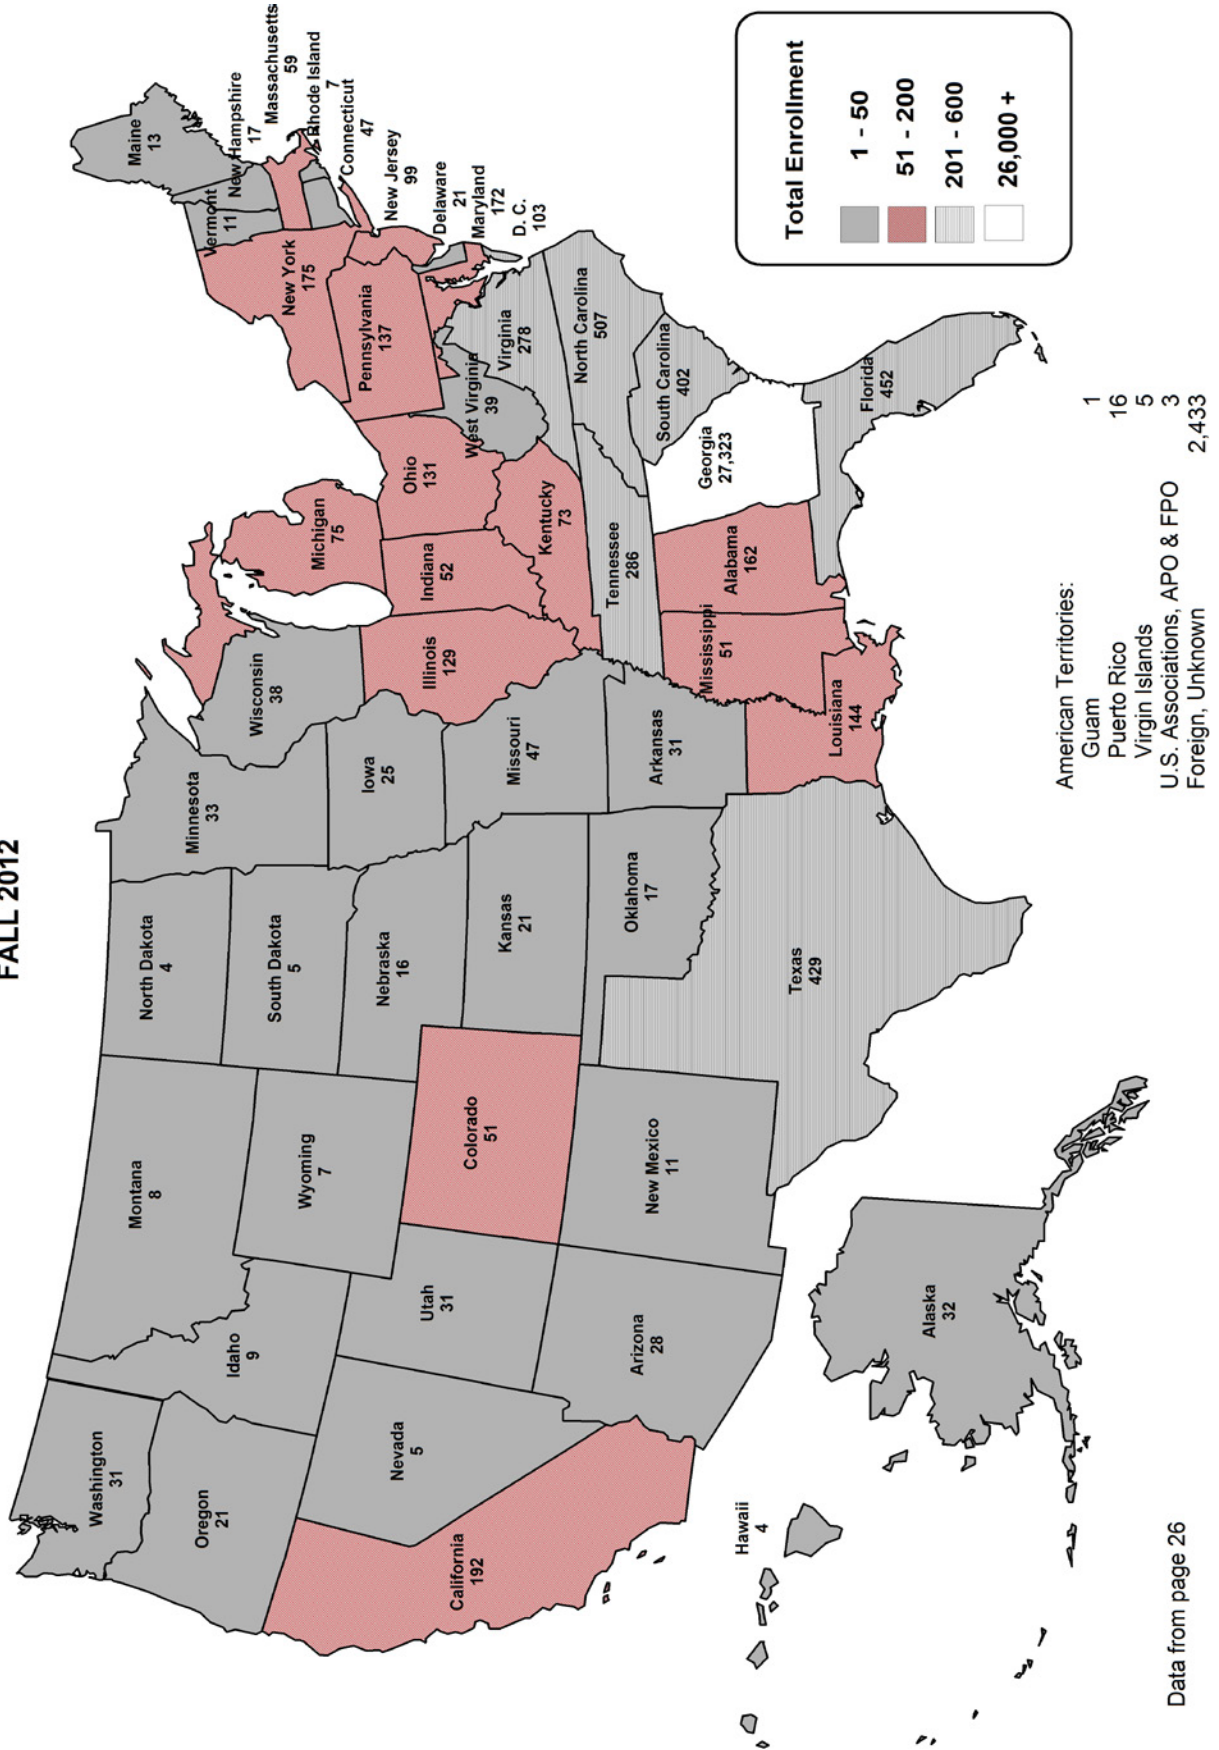 FALL 2012
Washington
31
Oregon
21
California
192
Nevada
5
Idaho
9
Montana
8
Wyoming
7
Utah
31
Arizona
28
Colorado
51
New Mexico
11
North Dakota
4
South Dakota
5
Nebraska
16
Kansas
21
Oklahoma
17
Texas
429
Minnesota
33
Iowa
25
Missouri
47
Arkansas
31
Louisiana
144
Wisconsin
38
Illinois
129
Mississippi
51
Michigan
75
Indiana
52
Kentucky
73
Tennessee
286
Alabama
162
Ohio
131
West Virginia
39
Georgia
27,323
Florida
452
South Carolina
402
North Carolina
507
Virginia
278
Pennsylvania
137
New York
175
Vermont
11
New Hampshire
17
Maine
13
Massachusetts
59
Rhode Island
7
Connecticut
47
New Jersey
99
Delaware
21
Maryland
172
D. C.
103
Alaska
32
Hawaii
4
Total Enrollment
1 - 50
51 - 200
201 - 600
26,000 +
American Territories:
Guam 1
Puerto Rico 16
Virgin Islands 5
U.S. Associations, APO & FPO 3
Foreign, Unknown 2,433
Data from page 26